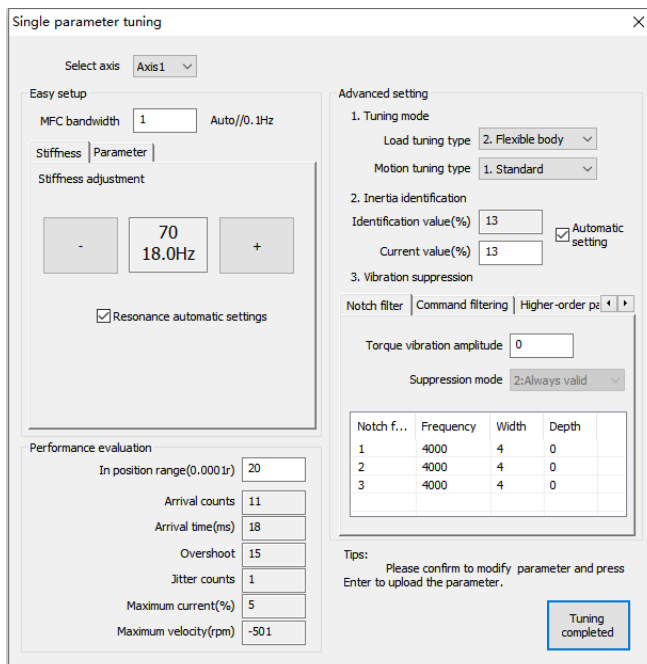 Single parameter tuning
Select axis Axis1
Easy setup
MFC bandwidth 1 Auto//0.1Hz
Stiffness Parameter
Stiffness adjustment
- 70 +
18.0Hz
Resonance automatic settings
Performance evaluation
In position range(0.0001r) 20
Arrival counts 11
Arrival time(ms) 18
Overshoot 15
Jitter counts 1
Maximum current(%) 5
Maximum velocity(rpm) -501
Advanced setting
1. Tuning mode
Load tuning type 2. Flexible body
Motion tuning type 1. Standard
2. Inertia identification
Identification value(%) 13
Current value(%) 13
Automatic
setting
3. Vibration suppression
Notch filter Command filtering Higher-order pa
Torque vibration amplitude 0
Suppression mode 2:Always valid
Notch f... Frequency Width Depth
1 4000 4 0
2 4000 4 0
3 4000 4 0
Tips:
Please confirm to modify parameter and press
Enter to upload the parameter.
Tuning
completed